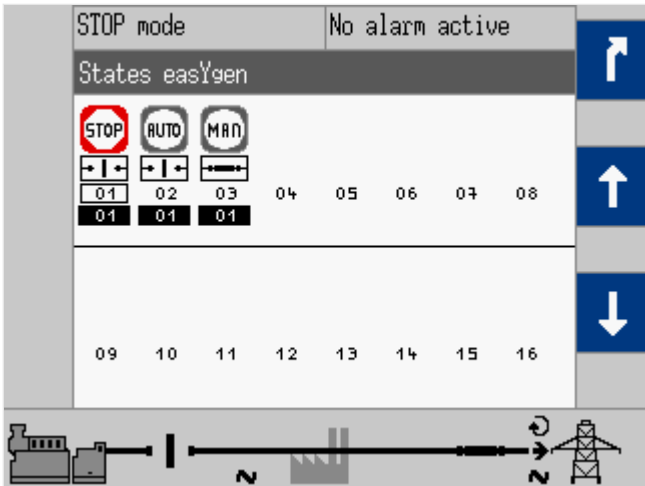 STOP mode No alarm active
States easYgen
STOP AUTO MAN
01 02 03 04 05 06 07 08
01 01 01
09 10 11 12 13 14 15 16